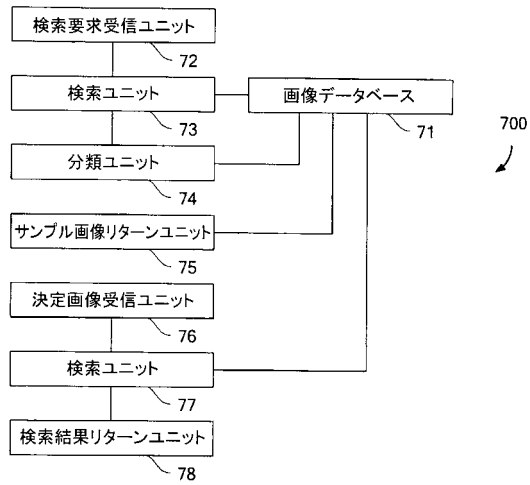 検索要求受信ユニット
72
検索ユニット
73
画像データベース
71
700
分類ユニット
74
サンプル画像リターンユニット
75
決定画像受信ユニット
76
検索ユニット
77
検索結果リターンユニット
78